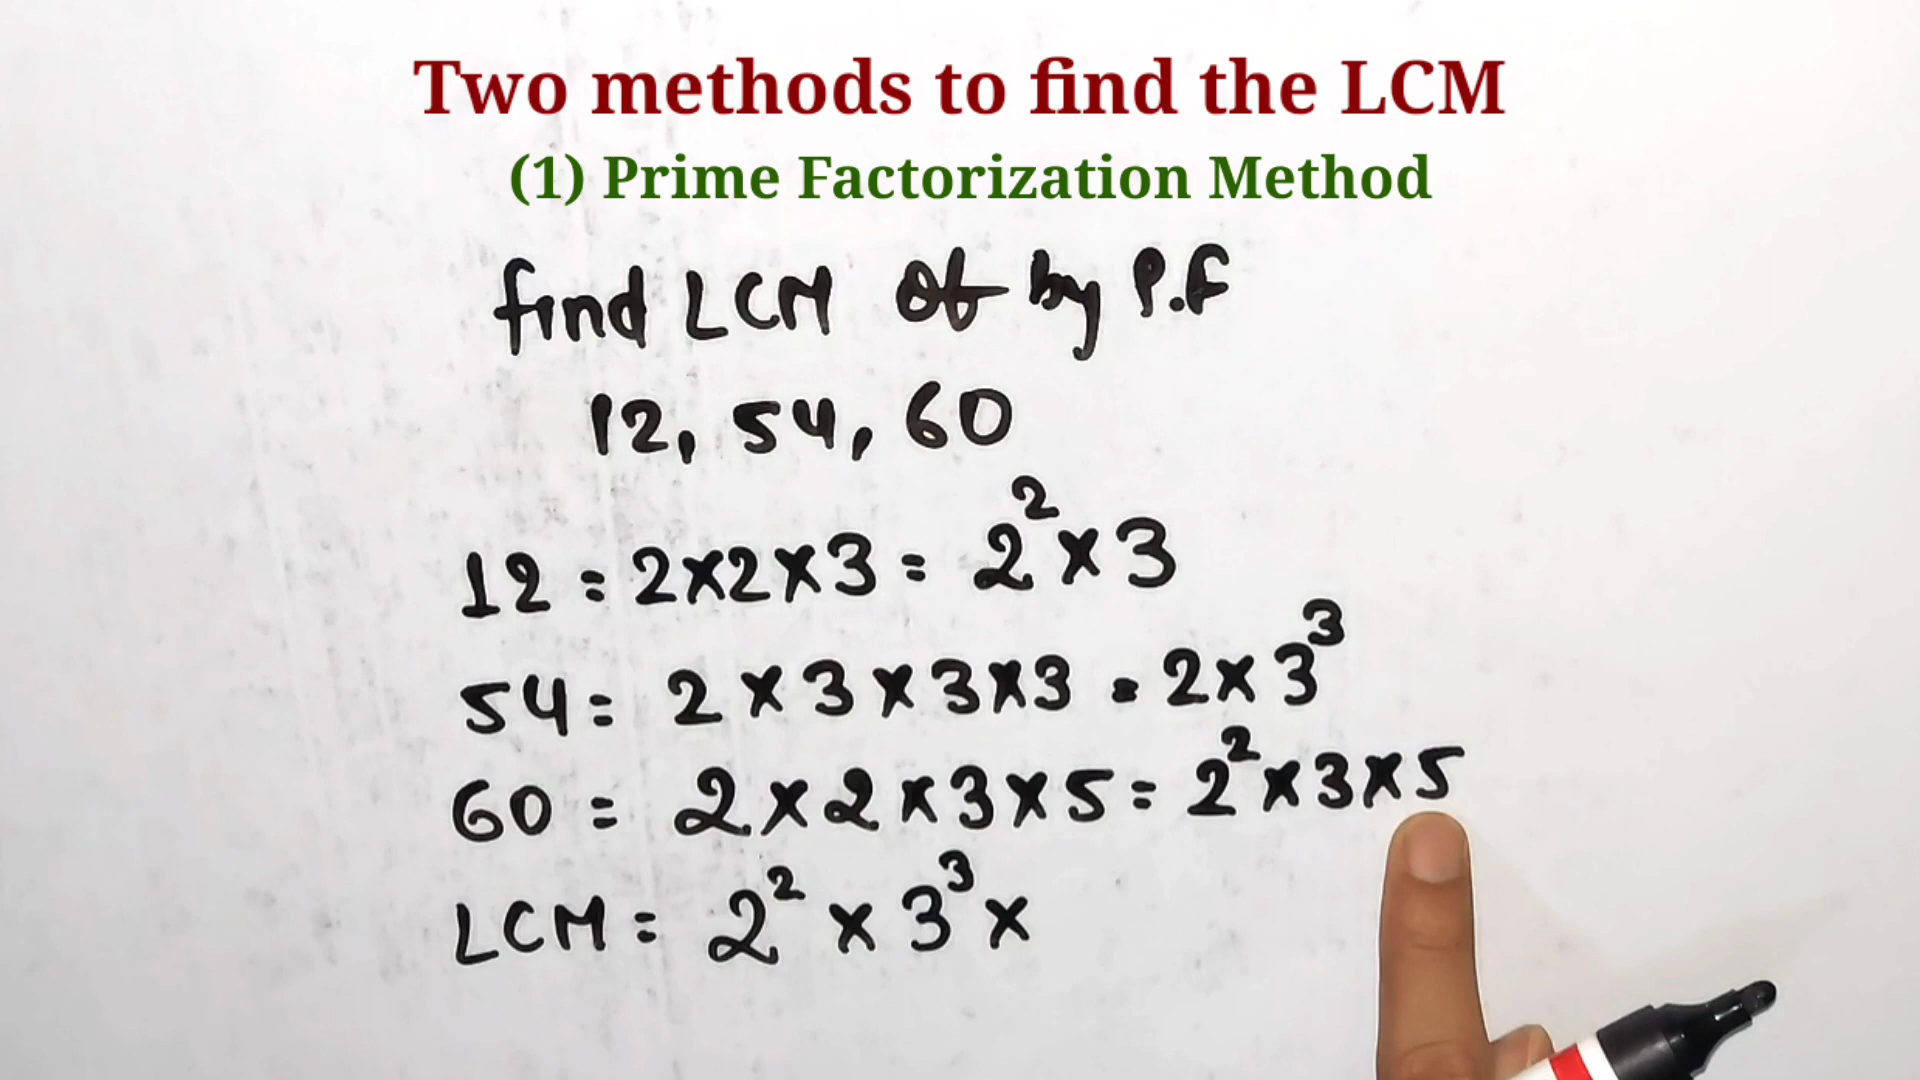 Two methods to find the LCM
(1) Prime Factorization Method
find LCM of by P.F
12, 54, 60
12 = 2×2×3 = 2² × 3
54 = 2 × 3 × 3 × 3 = 2 × 3³
60 = 2 × 2 × 3 × 5 = 2² × 3 × 5
LCM = 2² × 3³ ×